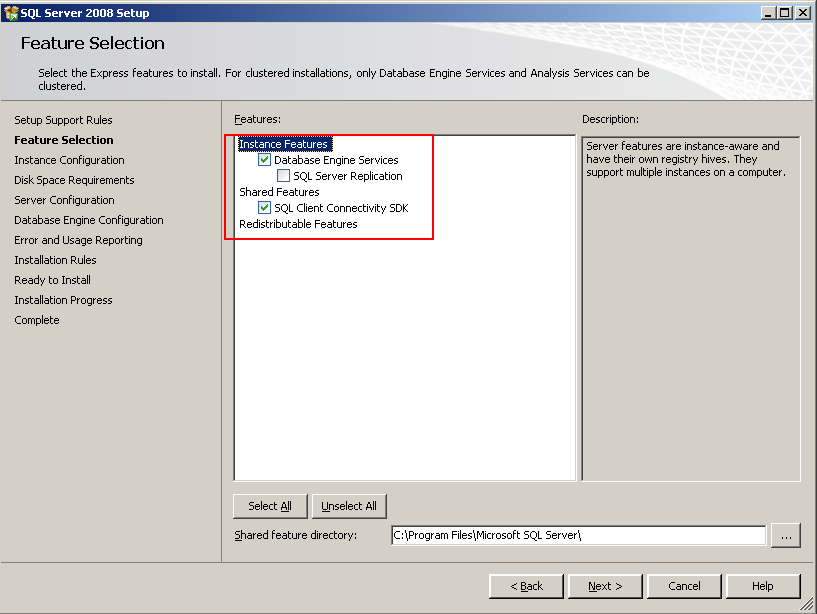 SQL Server 2008 Setup
Feature Selection
Select the Express features to install. For clustered installations, only Database Engine Services and Analysis Services can be
clustered.
Setup Support Rules
Feature Selection
Instance Configuration
Disk Space Requirements
Server Configuration
Database Engine Configuration
Error and Usage Reporting
Installation Rules
Ready to Install
Installation Progress
Complete
Features:
Instance Features
Database Engine Services
SQL Server Replication
Shared Features
SQL Client Connectivity SDK
Redistributable Features
Description:
Server features are instance-aware and
have their own registry hives. They
support multiple instances on a computer.
Select All
Unselect All
Shared feature directory:
C:\Program Files\Microsoft SQL Server\
...
< Back
Next >
Cancel
Help